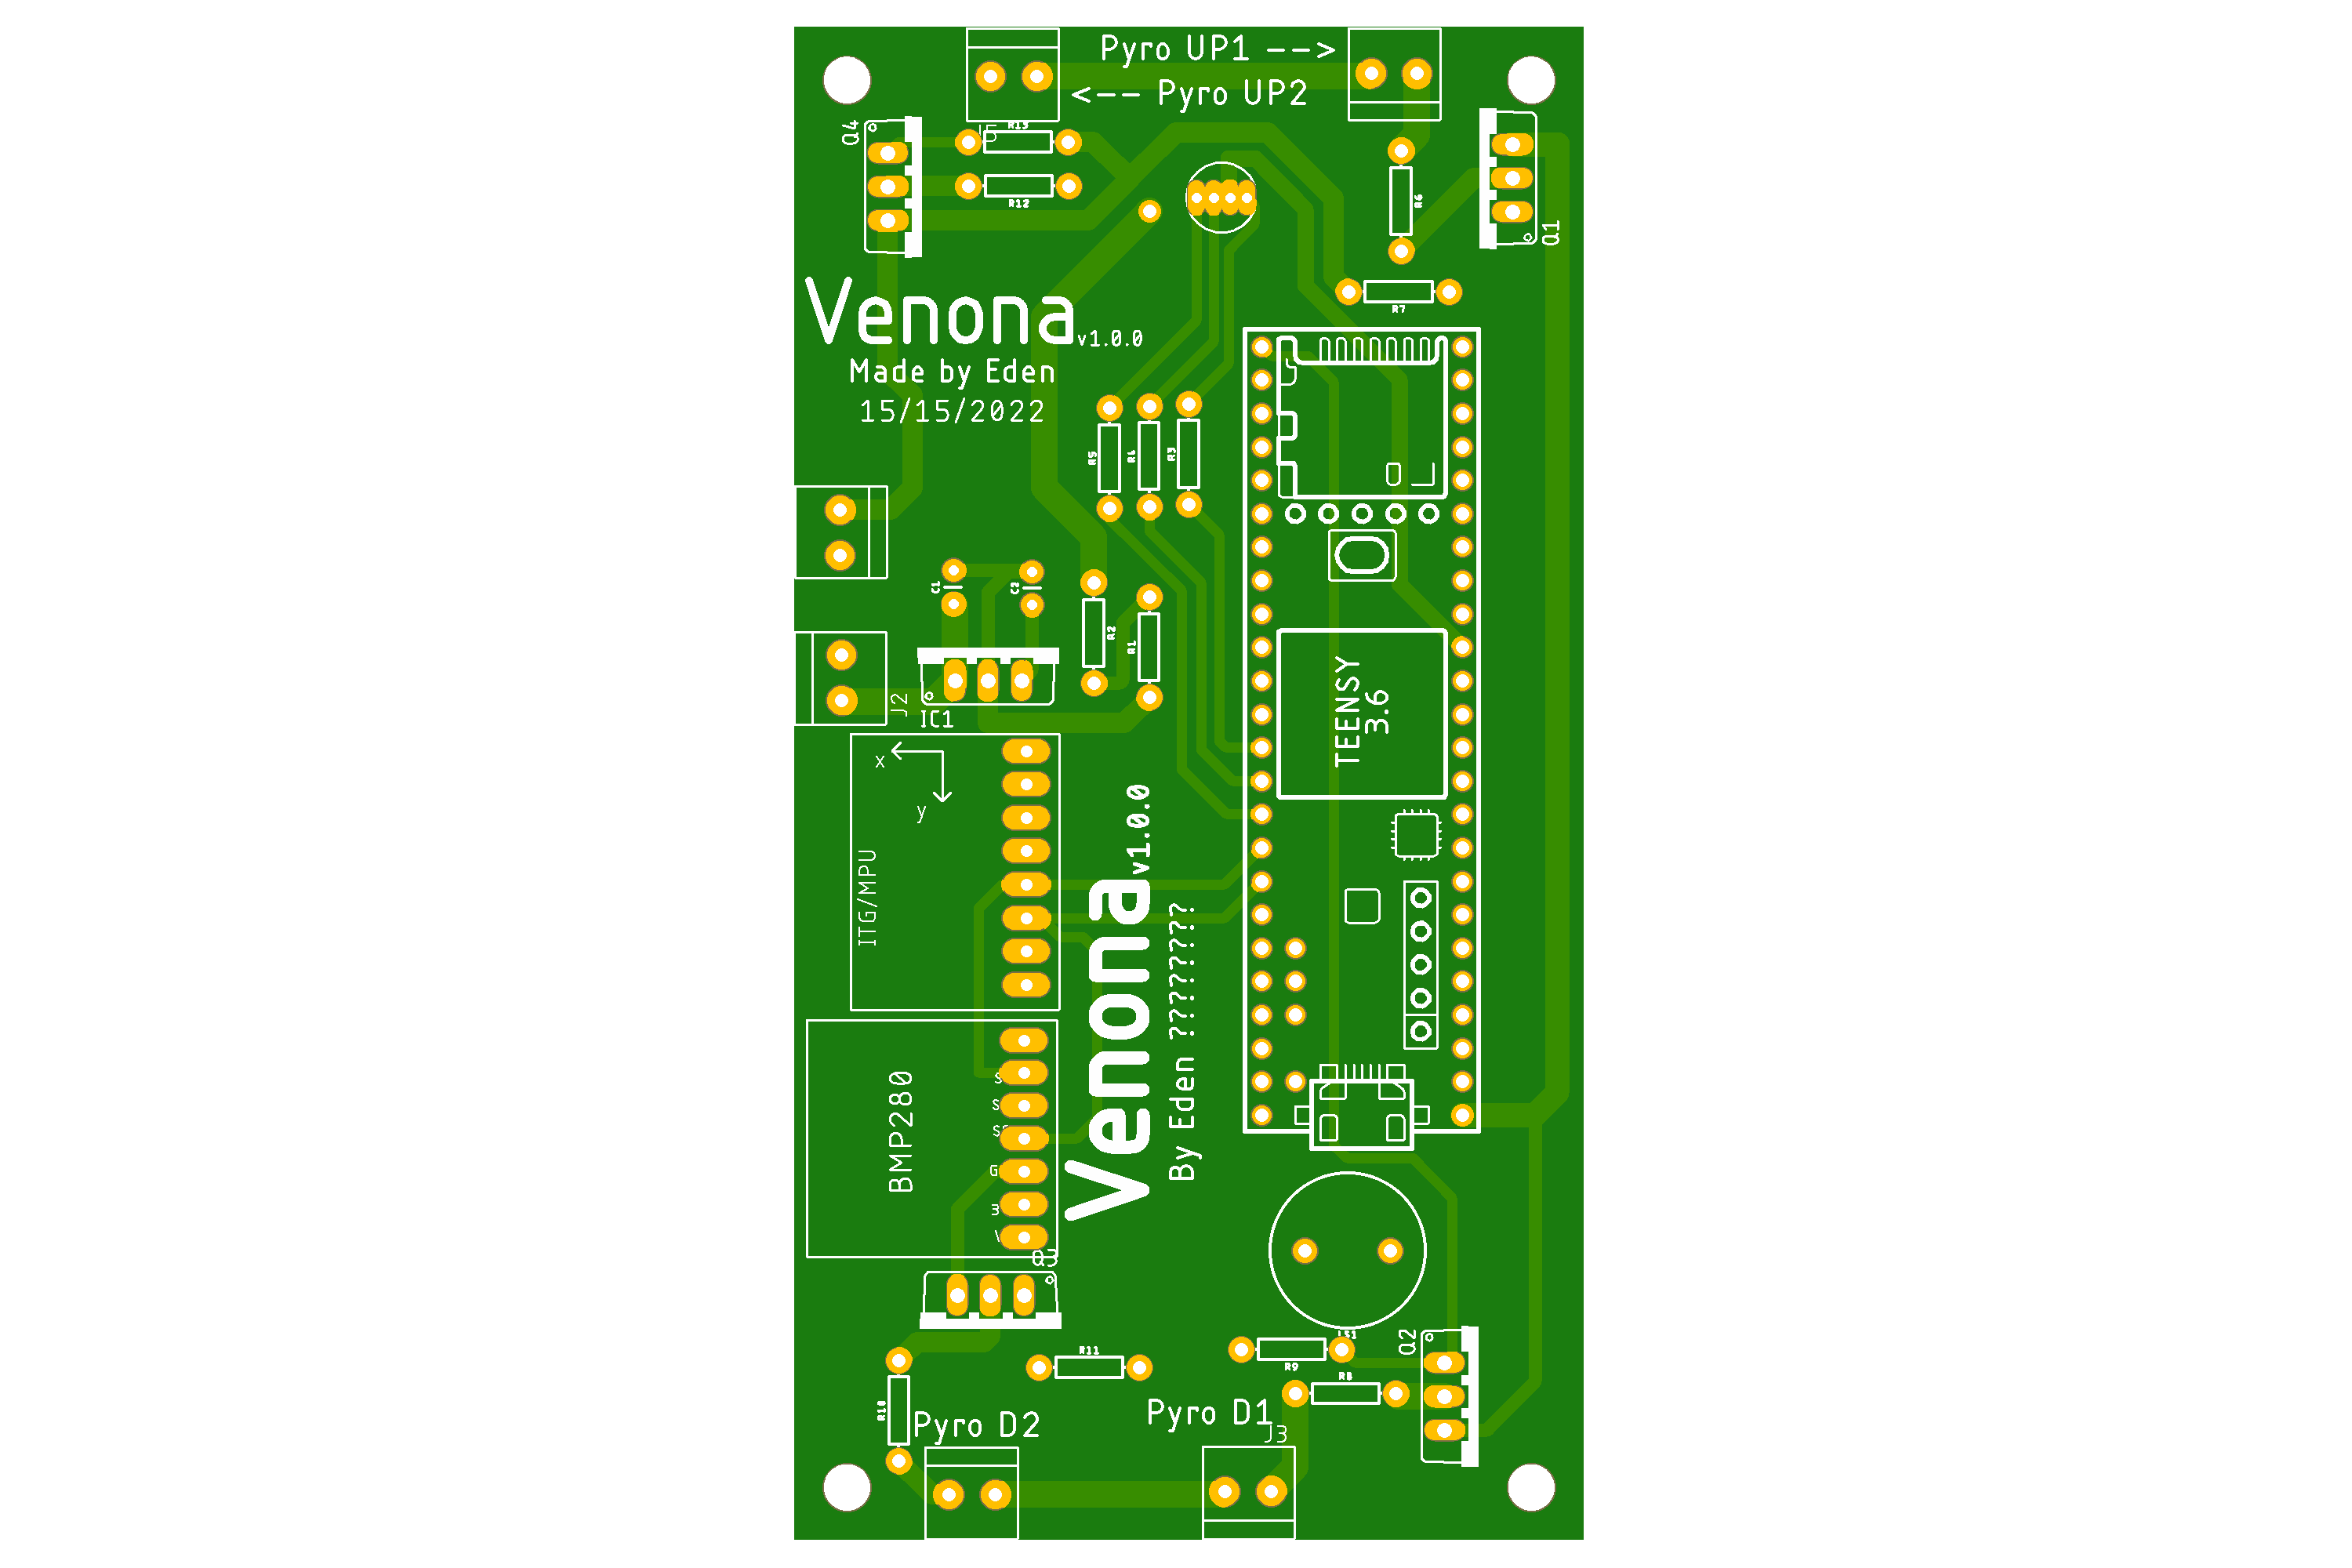 Pyro UP1 -->
<-- Pyro UP2
Q4
R13
R12
R6
Q1
R7
Venona v1.0.0
Made by Eden
15/15/2022
R5
R4
R3
C1
C2
R2
R1
J2
IC1
TEENSY
3.6
x
y
ITG/MPU
Venona v1.0.0
By Eden ????????
BMP280
Q3
LS1
Q2
R9
R8
R11
R10
Pyro D2
Pyro D1
J3